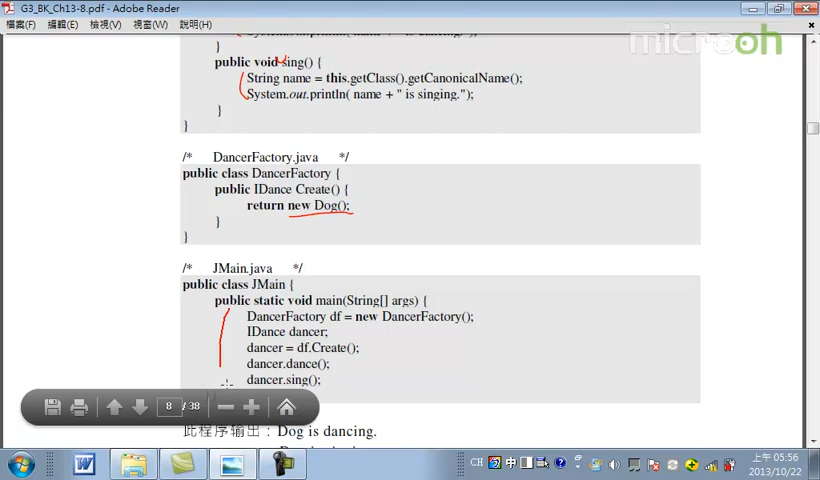 G3_BK_Ch13-8.pdf - Adobe Reader
檔案(F) 編輯(E) 檢視(V) 視窗(W) 說明(H)
microoh
}
public void sing() {
String name = this.getClass().getCanonicalName();
System.out.println( name + " is singing.");
}
}
/* DancerFactory.java */
public class DancerFactory {
public IDance Create() {
return new Dog();
}
}
/* JMain.java */
public class JMain {
public static void main(String[] args) {
DancerFactory df = new DancerFactory();
IDance dancer;
dancer = df.Create();
dancer.dance();
dancer.sing();
8 / 38
此程序输出：Dog is dancing.
CH 中
上午 05:56
2013/10/22